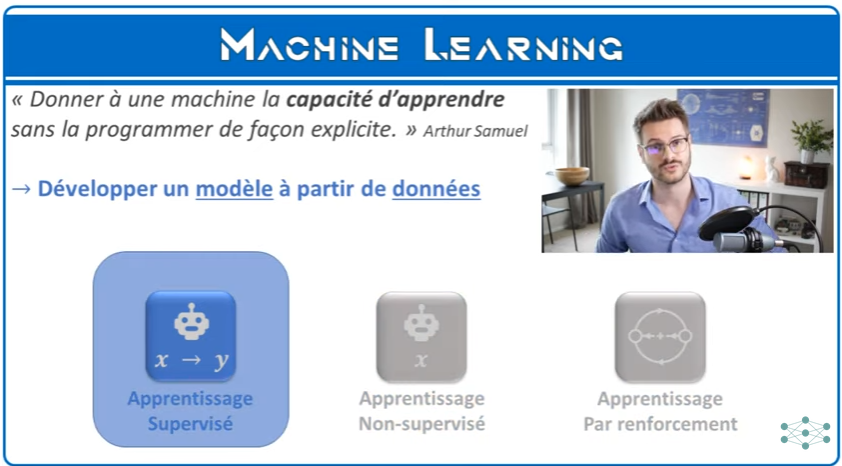 MACHINE LEARNING
« Donner à une machine la capacité d'apprendre
sans la programmer de façon explicite. » Arthur Samuel
→ Développer un modèle à partir de données
x → y
x
Apprentissage
Supervisé
Apprentissage
Non-supervisé
Apprentissage
Par renforcement